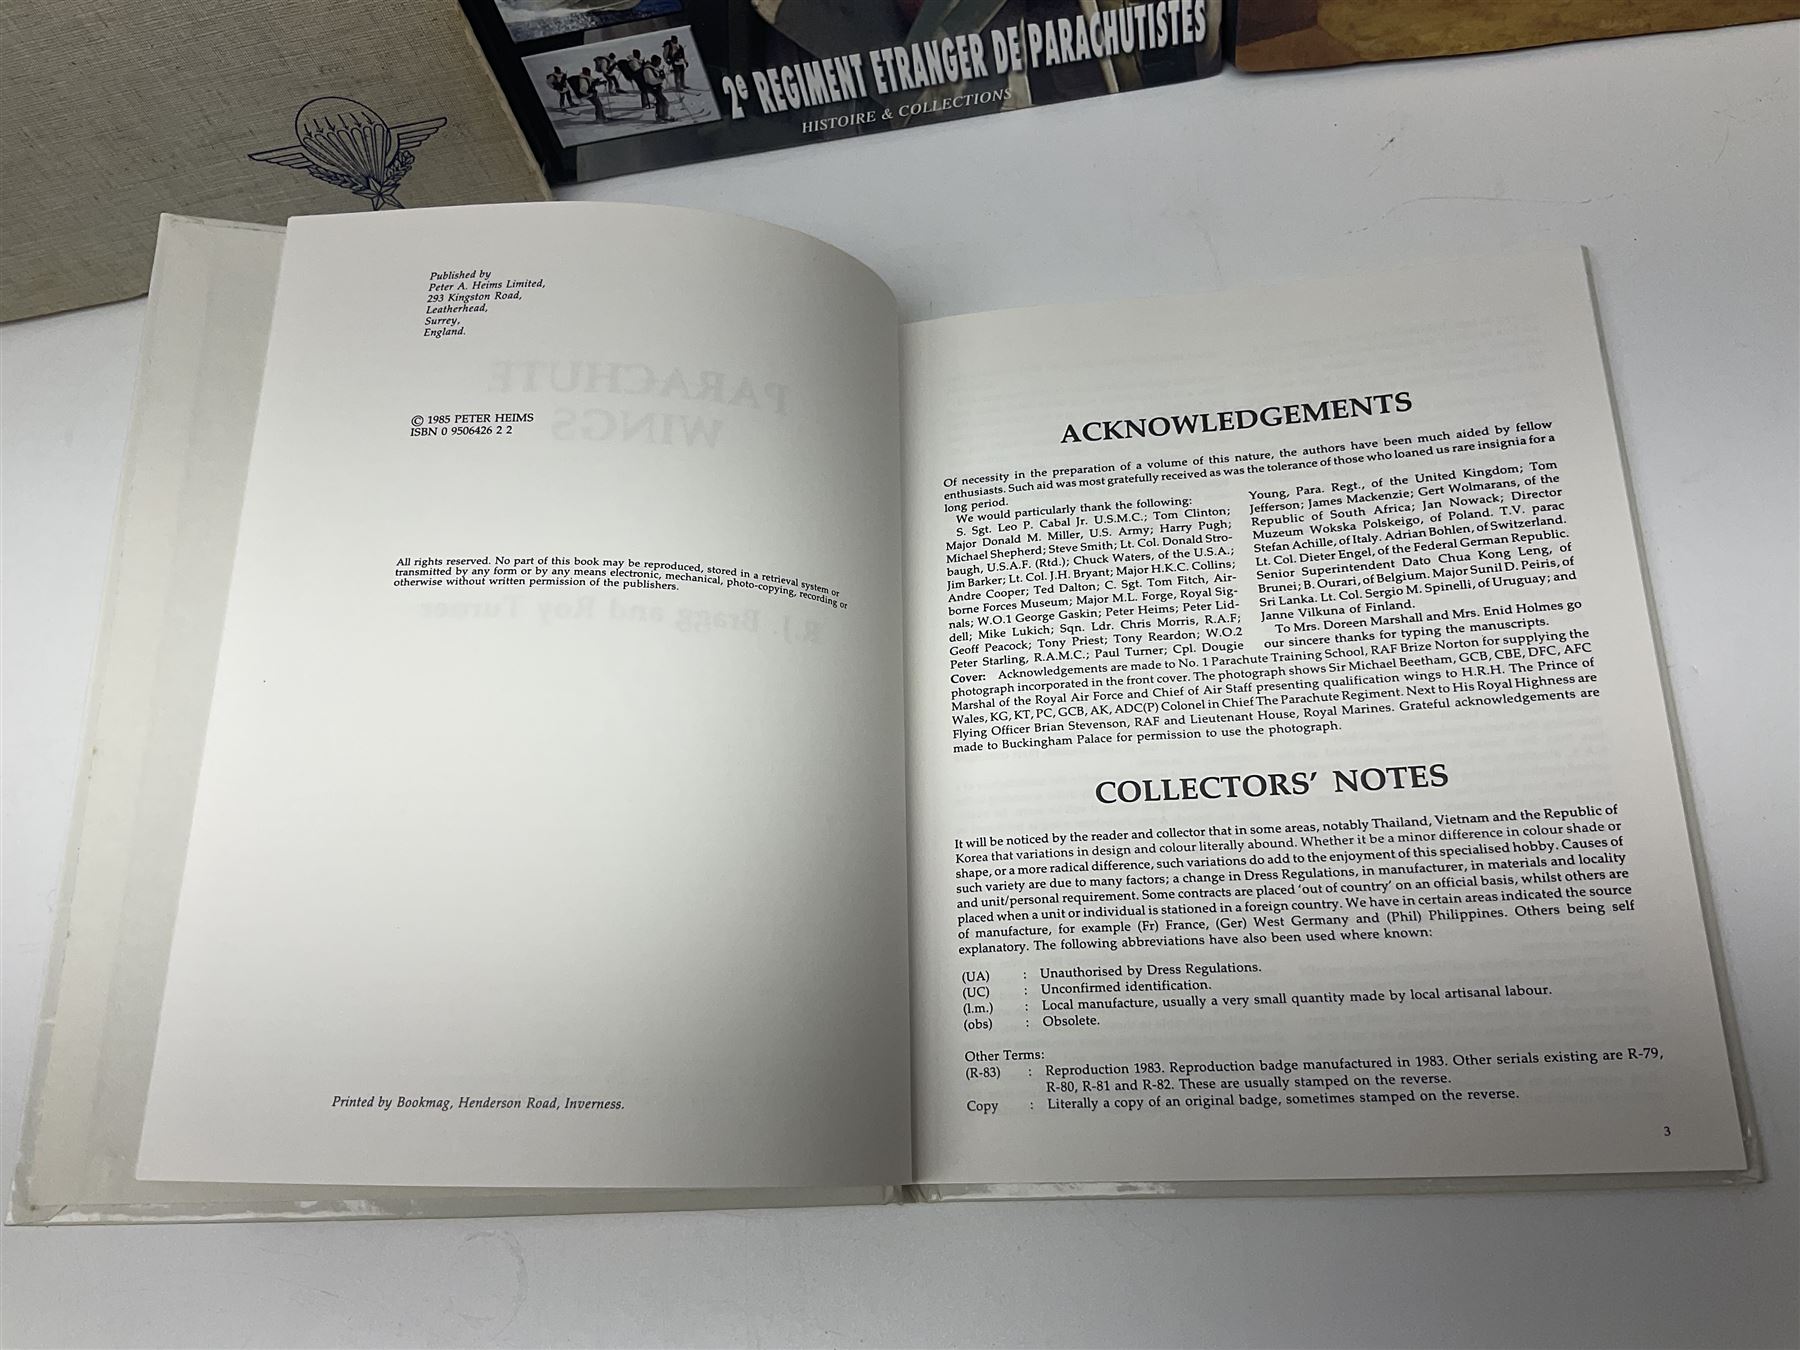 2e REGIMENT ETRANGER DE PARACHUTISTES
HISTOIRE & COLLECTIONS
Published by
Peter A. Heims Limited,
293 Kingston Road,
Leatherhead,
Surrey,
England.
PARACHUTE
WINGS
© 1985 PETER HEIMS
ISBN 0 9506426 2 2
All rights reserved. No part of this book may be reproduced, stored in a retrieval system or
transmitted by any form or by any means electronic, mechanical, photo-copying, recording or
otherwise without written permission of the publishers.
R.J. Bragg and Roy Turner
Printed by Bookmag, Henderson Road, Inverness.
ACKNOWLEDGEMENTS
Of necessity in the preparation of a volume of this nature, the authors have been much aided by fellow
enthusiasts. Such aid was most gratefully received as was the tolerance of those who loaned us rare insignia for a
long period.
We would particularly thank the following:
S. Sgt. Leo P. Cabal Jr. U.S.M.C.; Tom Clinton;
Major Donald M. Miller, U.S. Army; Harry Pugh;
Michael Shepherd; Steve Smith; Lt. Col. Donald Stro-
baugh, U.S.A.F. (Rtd.); Chuck Waters, of the U.S.A.;
Jim Barker; Lt. Col. J.H. Bryant; Major H.K.C. Collins;
Andre Cooper; Ted Dalton; C. Sgt. Tom Fitch, Air-
borne Forces Museum; Major M.L. Forge, Royal Sig-
nals; W.O.1 George Gaskin; Peter Heims; Peter Lid-
dell; Mike Lukich; Sqn. Ldr. Chris Morris, R.A.F;
Geoff Peacock; Tony Priest; Tony Reardon; W.O.2
Peter Starling, R.A.M.C.; Paul Turner; Cpl. Dougie
Young, Para. Regt., of the United Kingdom; Tom
Jefferson; James Mackenzie; Gert Wolmarans, of the
Republic of South Africa; Jan Nowack; Director
Muzeum Wokska Polskeigo, of Poland. T.V. parac
Stefan Achille, of Italy. Adrian Bohlen, of Switzerland.
Lt. Col. Dieter Engel, of the Federal German Republic.
Senior Superintendent Dato Chua Kong Leng, of
Brunei; B. Ourari, of Belgium. Major Sunil D. Peiris, of
Sri Lanka. Lt. Col. Sergio M. Spinelli, of Uruguay; and
Janne Vilkuna of Finland.
To Mrs. Doreen Marshall and Mrs. Enid Holmes go
our sincere thanks for typing the manuscripts.
Cover: Acknowledgements are made to No. 1 Parachute Training School, RAF Brize Norton for supplying the
photograph incorporated in the front cover. The photograph shows Sir Michael Beetham, GCB, CBE, DFC, AFC
Marshal of the Royal Air Force and Chief of Air Staff presenting qualification wings to H.R.H. The Prince of
Wales, KG, KT, PC, GCB, AK, ADC(P) Colonel in Chief The Parachute Regiment. Next to His Royal Highness are
Flying Officer Brian Stevenson, RAF and Lieutenant House, Royal Marines. Grateful acknowledgements are
made to Buckingham Palace for permission to use the photograph.
COLLECTORS' NOTES
It will be noticed by the reader and collector that in some areas, notably Thailand, Vietnam and the Republic of
Korea that variations in design and colour literally abound. Whether it be a minor difference in colour shade or
shape, or a more radical difference, such variations do add to the enjoyment of this specialised hobby. Causes of
such variety are due to many factors; a change in Dress Regulations, in manufacturer, in materials and locality
and unit/personal requirement. Some contracts are placed 'out of country' on an official basis, whilst others are
placed when a unit or individual is stationed in a foreign country. We have in certain areas indicated the source
of manufacture, for example (Fr) France, (Ger) West Germany and (Phil) Philippines. Others being self
explanatory. The following abbreviations have also been used where known:
(UA) : Unauthorised by Dress Regulations.
(UC) : Unconfirmed identification.
(l.m.) : Local manufacture, usually a very small quantity made by local artisanal labour.
(obs) : Obsolete.
Other Terms:
(R-83) : Reproduction 1983. Reproduction badge manufactured in 1983. Other serials existing are R-79,
R-80, R-81 and R-82. These are usually stamped on the reverse.
Copy : Literally a copy of an original badge, sometimes stamped on the reverse.
3